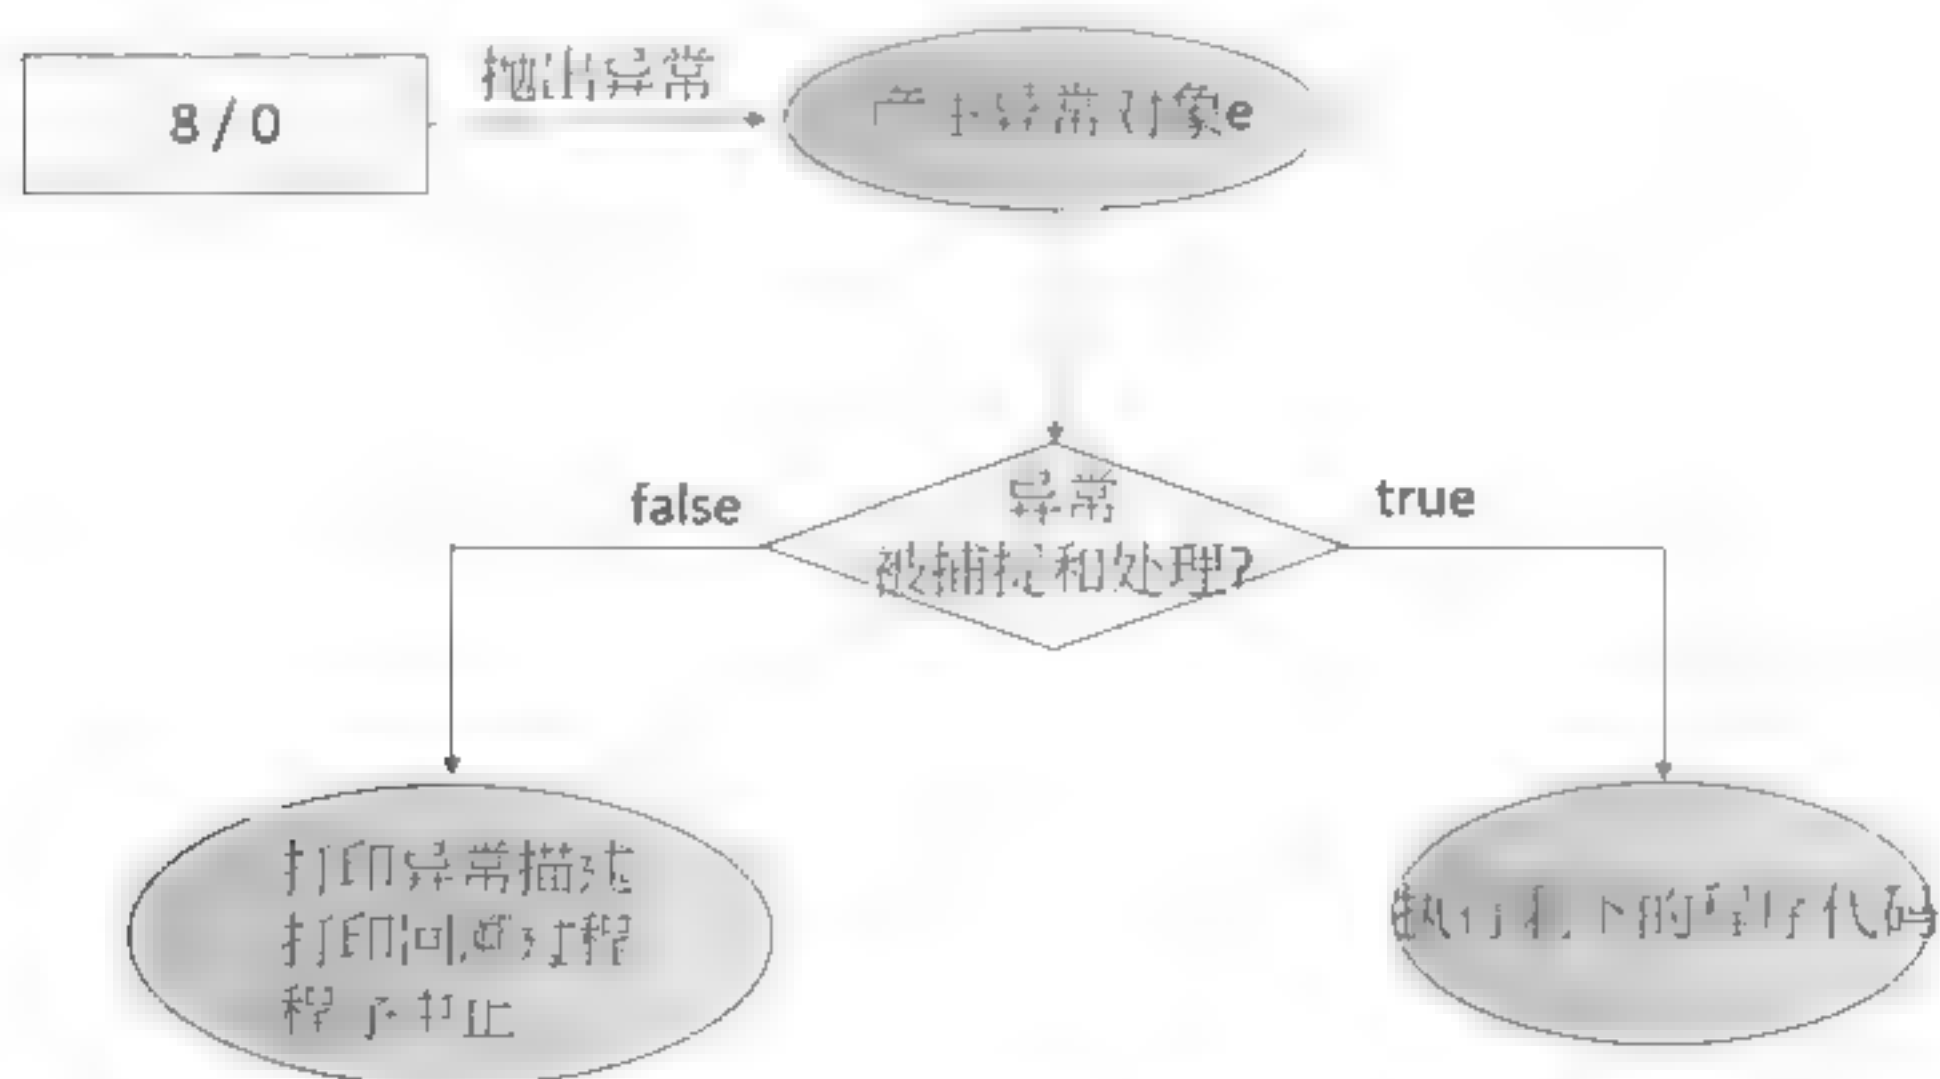 8 / 0
抛出异常
产生异常对象e
异常
被捕捉和处理?
false
true
打印异常描述
打印回溯过程
程序中止
执行剩下的程序代码